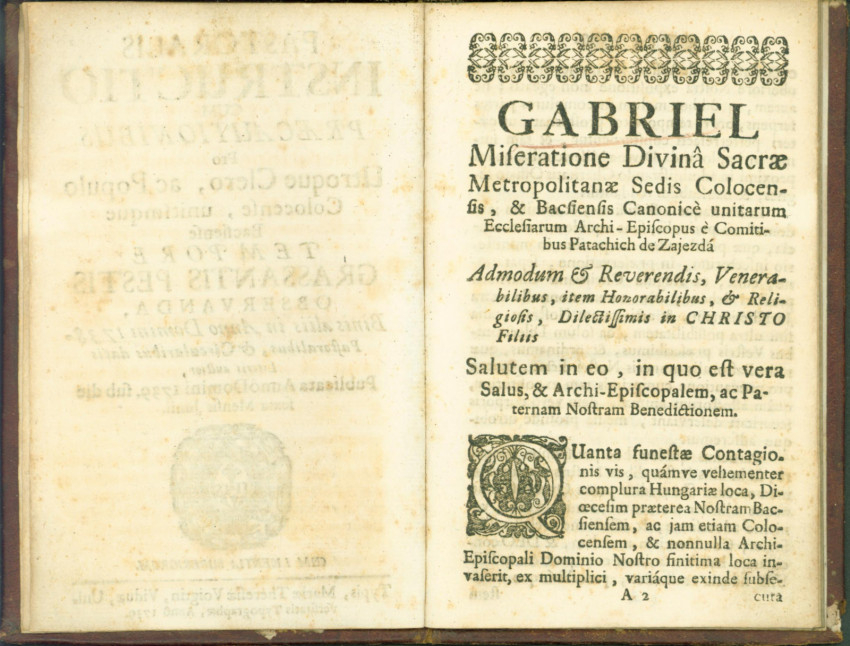 GABRIEL
Miſeratione Divinâ Sacræ
Metropolitanæ Sedis Colocen-
ſis, & Bacſienſis Canonicè unitarum
Eccleſiarum Archi-Epiſcopus è Comiti-
bus Patachich de Zajezdá
Admodum & Reverendis, Venera-
bilibus, item Honorabilibus, & Reli-
gioſis, Dilectiſſimis in CHRISTO
Filiis
Salutem in eo, in quo eſt vera
Salus, & Archi-Epiſcopalem, ac Pa-
ternam Noſtram Benedictionem.
QUanta funeſtæ Contagio-
nis vis, quámve vehementer
complura Hungariæ loca, Di-
œceſim præterea Noſtram Bac-
ſienſem, ac jam etiam Colo-
cenſem, & nonnulla Archi-
Epiſcopali Dominio Noſtro finitima loca in-
vaſerit, ex multiplici, variáque exinde ſubſe-
A 2 cuta